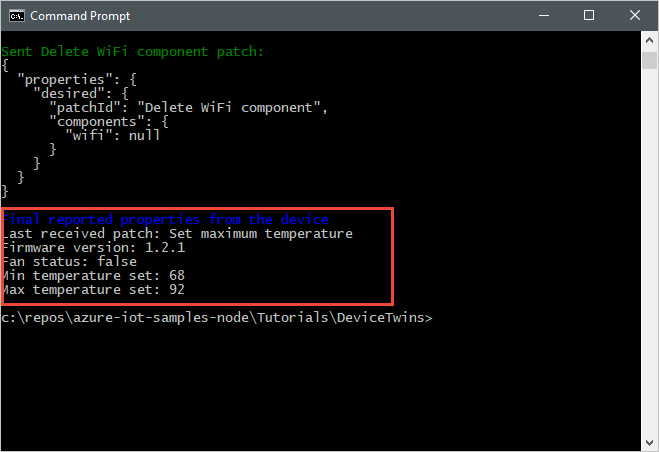 C:\.
Command Prompt
Sent Delete WiFi component patch:
{
  "properties": {
    "desired": {
      "patchId": "Delete WiFi component",
      "components": {
        "wifi": null
      }
    }
  }
}
Final reported properties from the device
Last received patch: Set maximum temperature
Firmware version: 1.2.1
Fan status: false
Min temperature set: 68
Max temperature set: 92
c:\repos\azure-iot-samples-node\Tutorials\DeviceTwins>